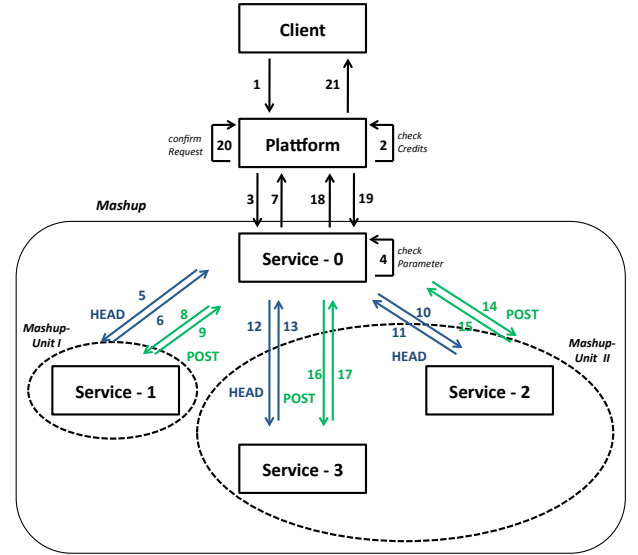 Client
1
21
confirm
Request
20
Plattform
2
check
Credits
3
7
18
19
Mashup
Service - 0
4
check
Parameter
5
HEAD
6
8
9
POST
12
13
10
11
HEAD
14
15
POST
Mashup-
Unit I
Mashup-
Unit II
16
17
HEAD
POST
Service - 1
Service - 2
Service - 3